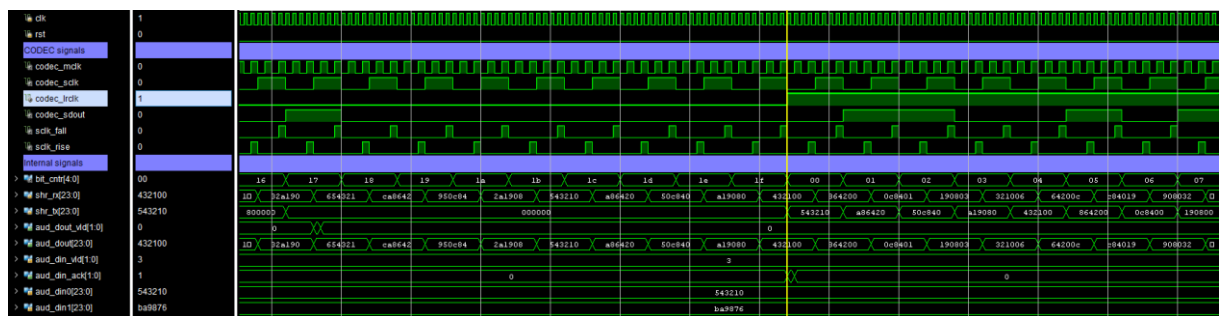 clk 1
rst 0
CODEC signals
codec_mclk 0
codec_sclk 0
codec_lrclk 1
codec_sdout 0
sclk_fall 0
sclk_rise 0
Internal signals
bit_cntr[4:0] 00 16 17 18 19 1a 1b 1c 1d 1e 1f 00 01 02 03 04 05 06 07
shr_rx[23:0] 432100 32a190 654321 ca8642 950c84 2a1908 543210 a86420 50c840 a19080 432100 864200 0c8401 190803 321006 64200c c84019 908032
shr_tx[23:0] 543210 800000 000000 543210 a86420 50c840 a19080 432100 864200 0c8400 190800
aud_dout_vld[1:0] 0 0 0
aud_dout[23:0] 432100 32a190 654321 ca8642 950c84 2a1908 543210 a86420 50c840 a19080 432100 864200 0c8401 190803 321006 64200c c84019 908032
aud_din_vld[1:0] 3 3
aud_din_ack[1:0] 1 0 0
aud_din0[23:0] 543210 543210
aud_din1[23:0] ba9876 ba9876